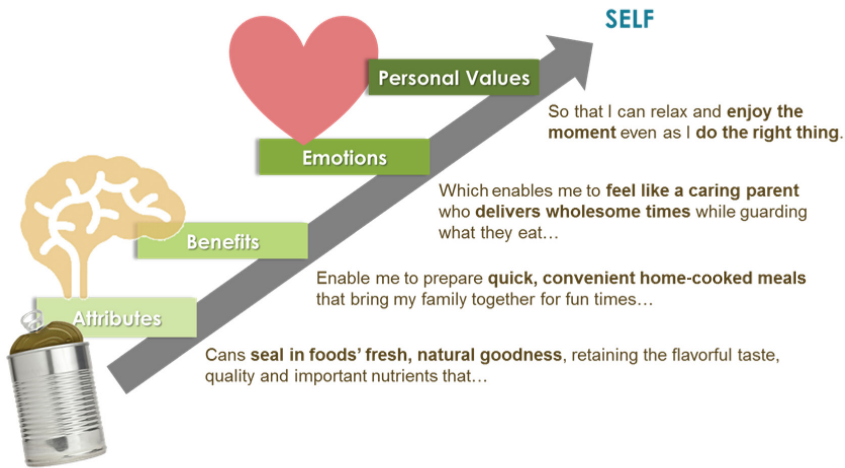 SELF
Personal Values
So that I can relax and enjoy the
moment even as I do the right thing.
Emotions
Which enables me to feel like a caring parent
who delivers wholesome times while guarding
what they eat…
Benefits
Enable me to prepare quick, convenient home-cooked meals
that bring my family together for fun times…
Attributes
Cans seal in foods’ fresh, natural goodness, retaining the flavorful taste,
quality and important nutrients that…